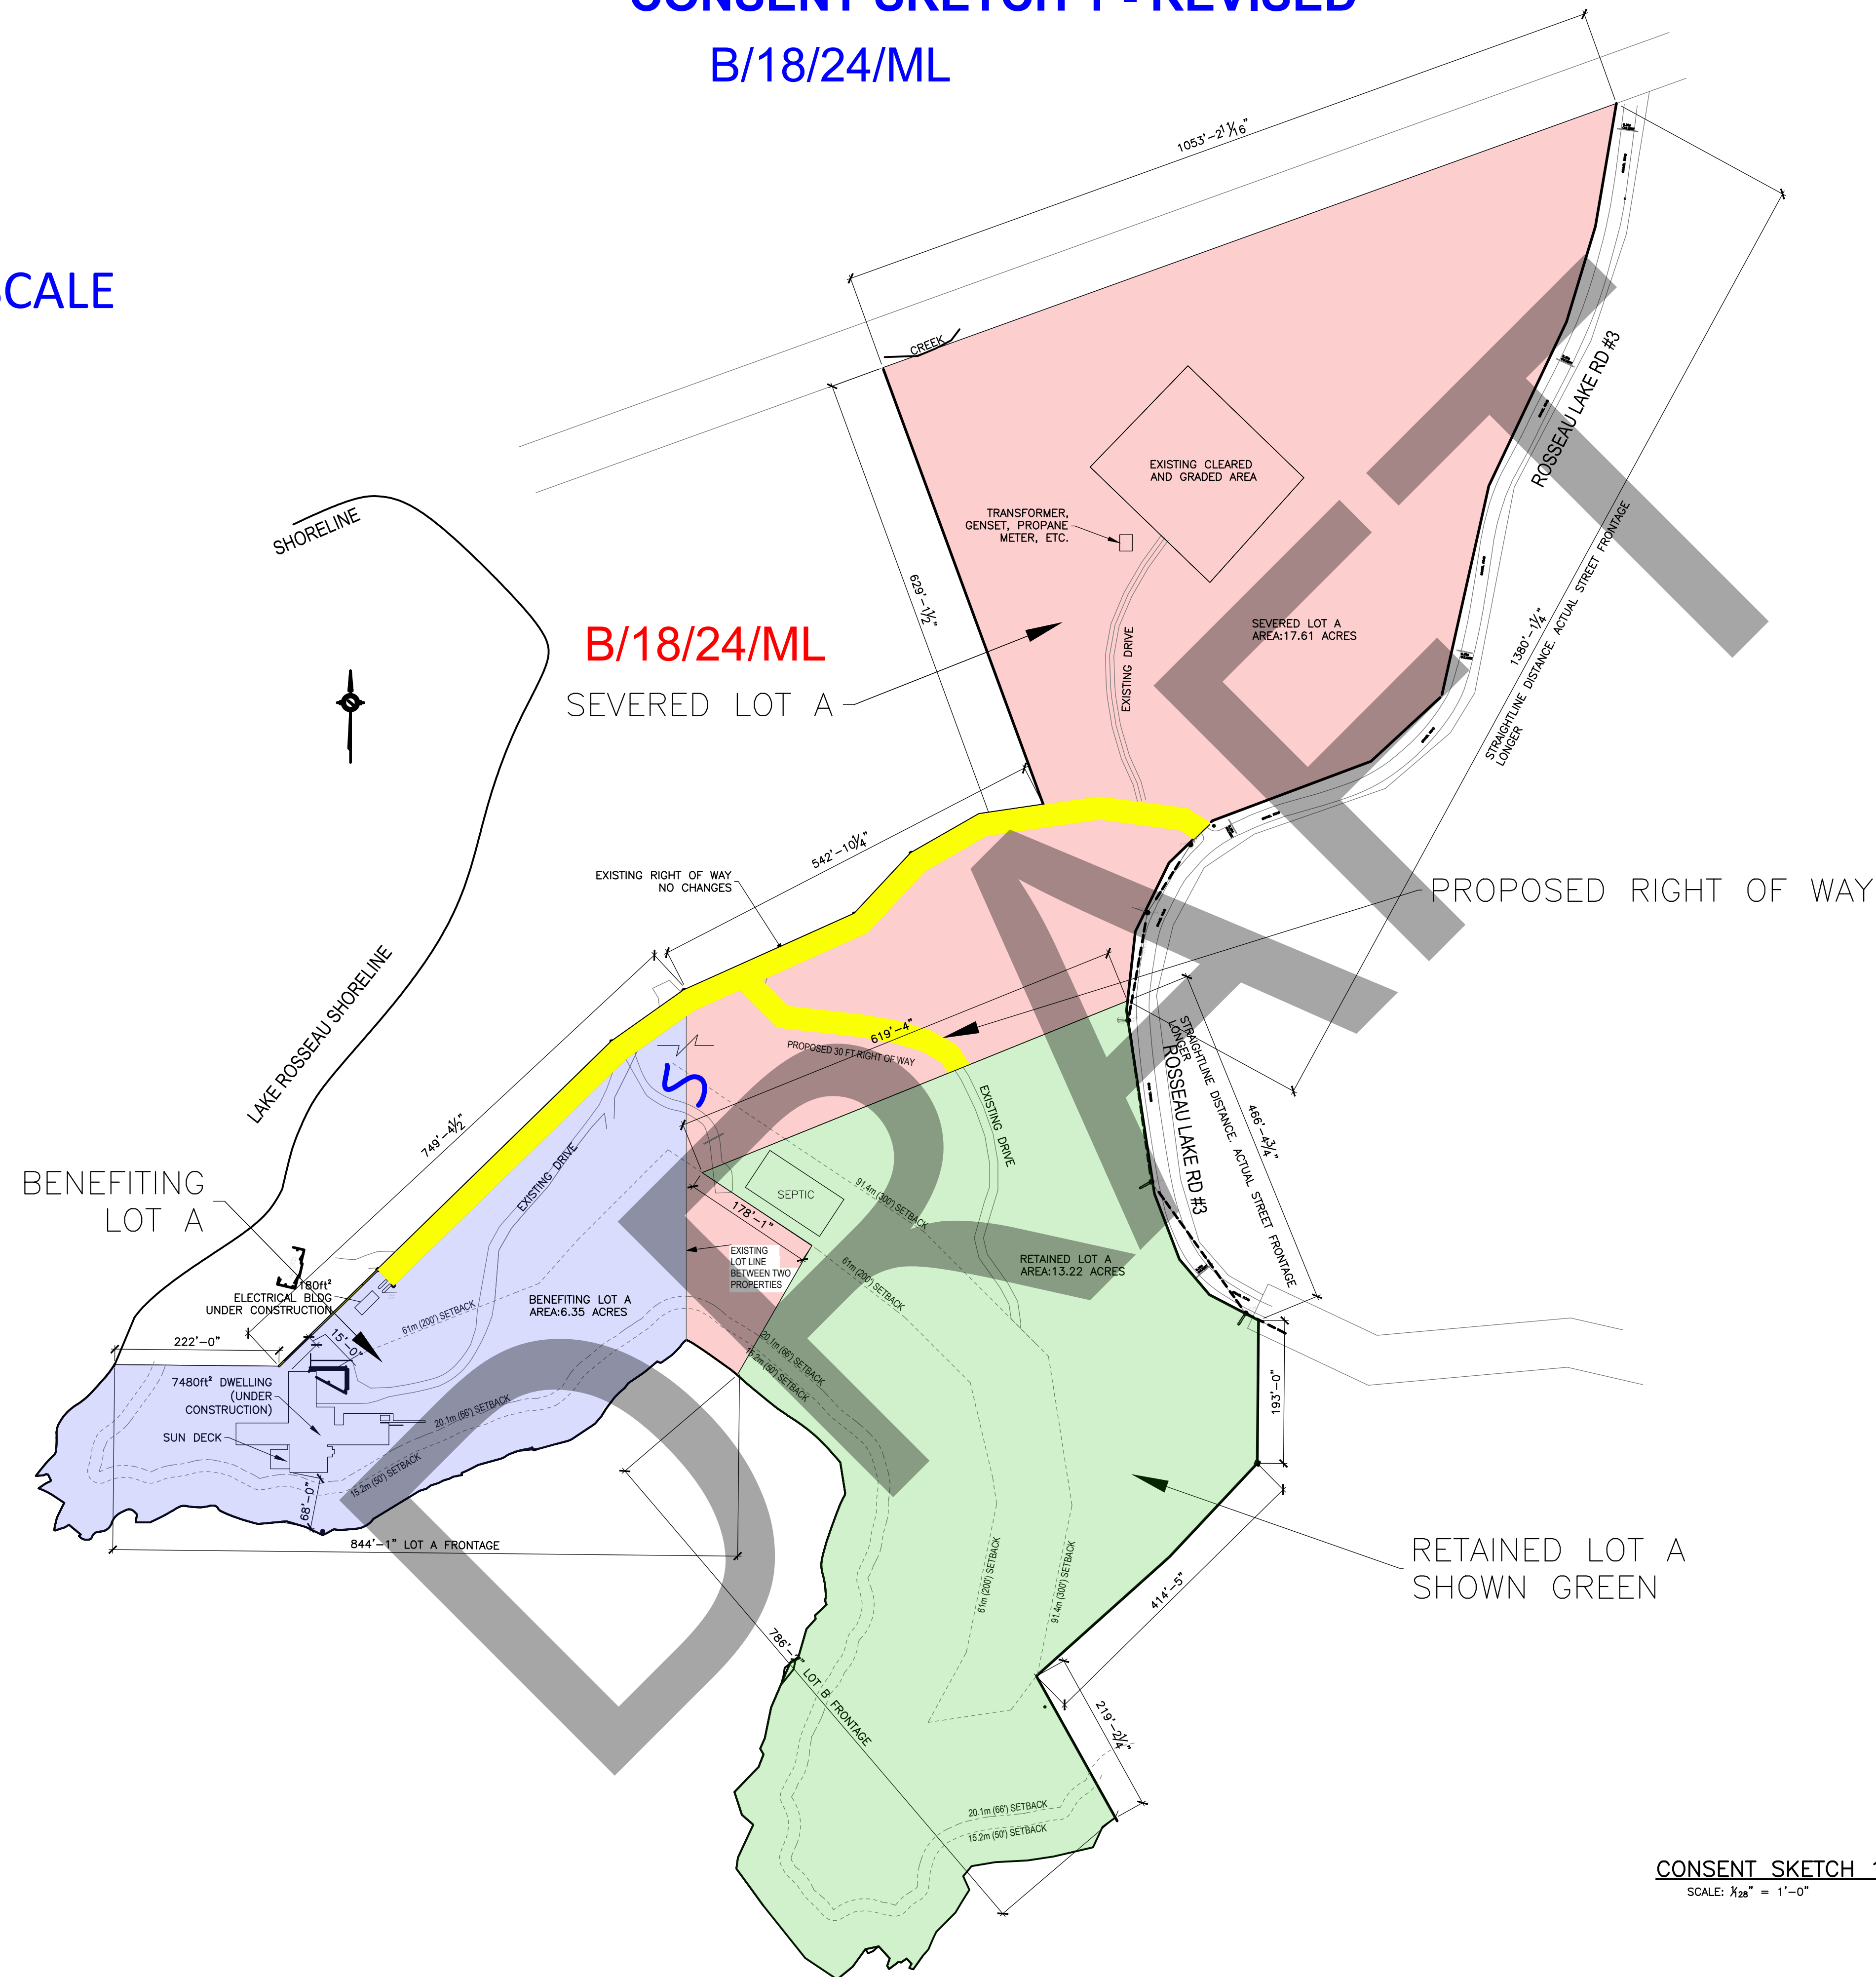 CONSENT SKETCH 1 - REVISED
B/18/24/ML
SCALE
1053'-2 1/16"
CREEK
SHORELINE
EXISTING CLEARED
AND GRADED AREA
TRANSFORMER,
GENSET, PROPANE
METER, ETC.
ROSSEAU LAKE RD #3
629'-1 1/2"
B/18/24/ML
SEVERED LOT A
EXISTING DRIVE
SEVERED LOT A
AREA:17.61 ACRES
1380'-1 1/4"
STRAIGHTLINE DISTANCE. ACTUAL STREET FRONTAGE
LONGER
542'-10 1/4"
EXISTING RIGHT OF WAY
NO CHANGES
PROPOSED RIGHT OF WAY
LAKE ROSSEAU SHORELINE
619'-4"
PROPOSED 30 FT RIGHT OF WAY
S
749'-4 1/2"
EXISTING DRIVE
EXISTING DRIVE
STRAIGHTLINE DISTANCE. ACTUAL STREET FRONTAGE
LONGER
ROSSEAU LAKE RD #3
466'-4 3/4"
BENEFITING
LOT A
SEPTIC
91.4m (300') SETBACK
178'-1"
EXISTING
LOT LINE
BETWEEN TWO
PROPERTIES
61m (200') SETBACK
RETAINED LOT A
AREA:13.22 ACRES
180ft²
ELECTRICAL BLDG
UNDER CONSTRUCTION
BENEFITING LOT A
AREA:6.35 ACRES
61m (200') SETBACK
222'-0"
15'-0"
20.1m (66') SETBACK
15.2m (50') SETBACK
7480ft² DWELLING
(UNDER
CONSTRUCTION)
SUN DECK
20.1m (66') SETBACK
15.2m (50') SETBACK
68'-0"
193'-0"
844'-1" LOT A FRONTAGE
RETAINED LOT A
SHOWN GREEN
414'-5"
61m (200') SETBACK
91.4m (300') SETBACK
LOT B FRONTAGE
219'-2 1/4"
20.1m (66') SETBACK
15.2m (50') SETBACK
CONSENT SKETCH 1
SCALE: 1/128" = 1'-0"
DRAFT